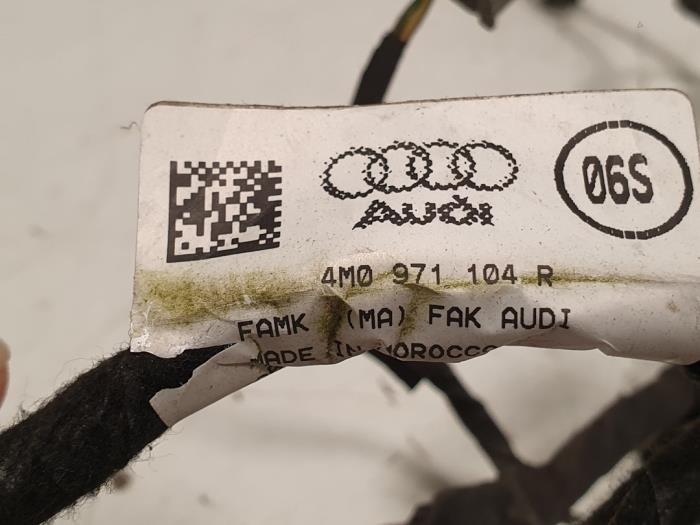 AUDI
06S
4M0 971 104 R
FAMK (MA) FAK AUDI
MADE IN MOROCCO